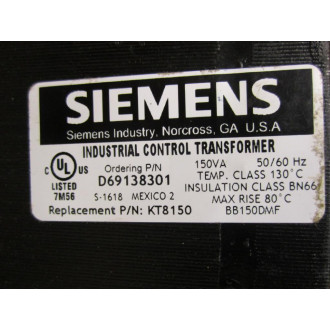 SIEMENS
Siemens Industry, Norcross, GA U.S.A
INDUSTRIAL CONTROL TRANSFORMER
Ordering P/N 150VA 50/60 Hz
D69138301 TEMP. CLASS 130°C
C UL US LISTED 7M56
S-1618 MEXICO 2 INSULATION CLASS BN66
MAX RISE 80°C
Replacement P/N: KT8150 BB150DMF